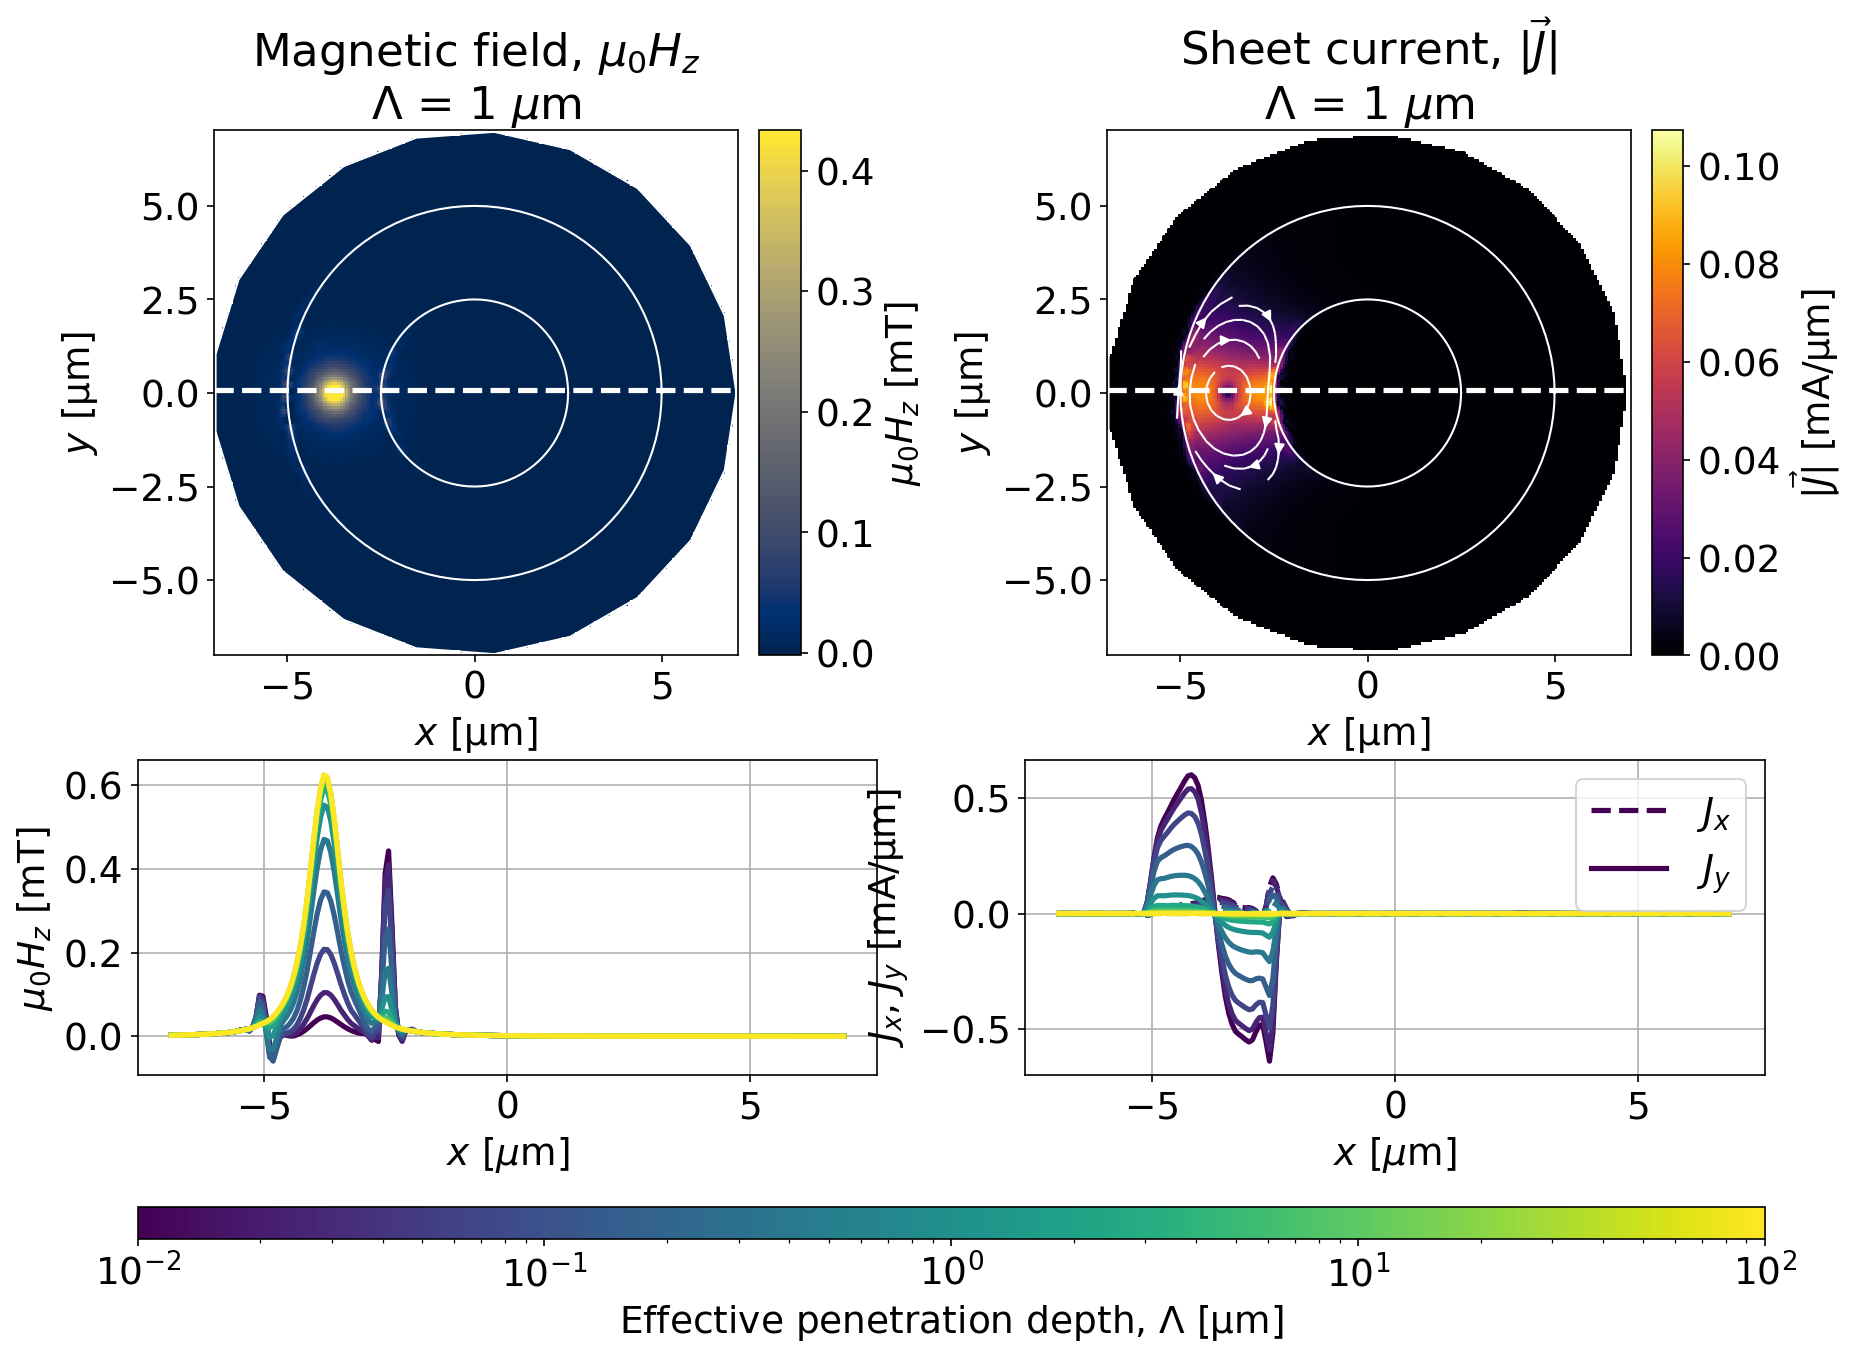 Magnetic field, μ₀H_z
Λ = 1 μm
5.0
2.5
0.0
−2.5
−5.0
y [μm]
−5 0 5
x [μm]
0.4
0.3
0.2
0.1
0.0
μ₀H_z [mT]
Sheet current, |J⃗|
Λ = 1 μm
5.0
2.5
0.0
−2.5
−5.0
y [μm]
−5 0 5
x [μm]
0.10
0.08
0.06
0.04
0.02
0.00
|J⃗| [mA/μm]
0.6
0.4
0.2
0.0
μ₀H_z [mT]
−5 0 5
x [μm]
0.5
0.0
−0.5
J_x, J_y [mA/μm]
J_x
J_y
−5 0 5
x [μm]
10⁻² 10⁻¹ 10⁰ 10¹ 10²
Effective penetration depth, Λ [μm]